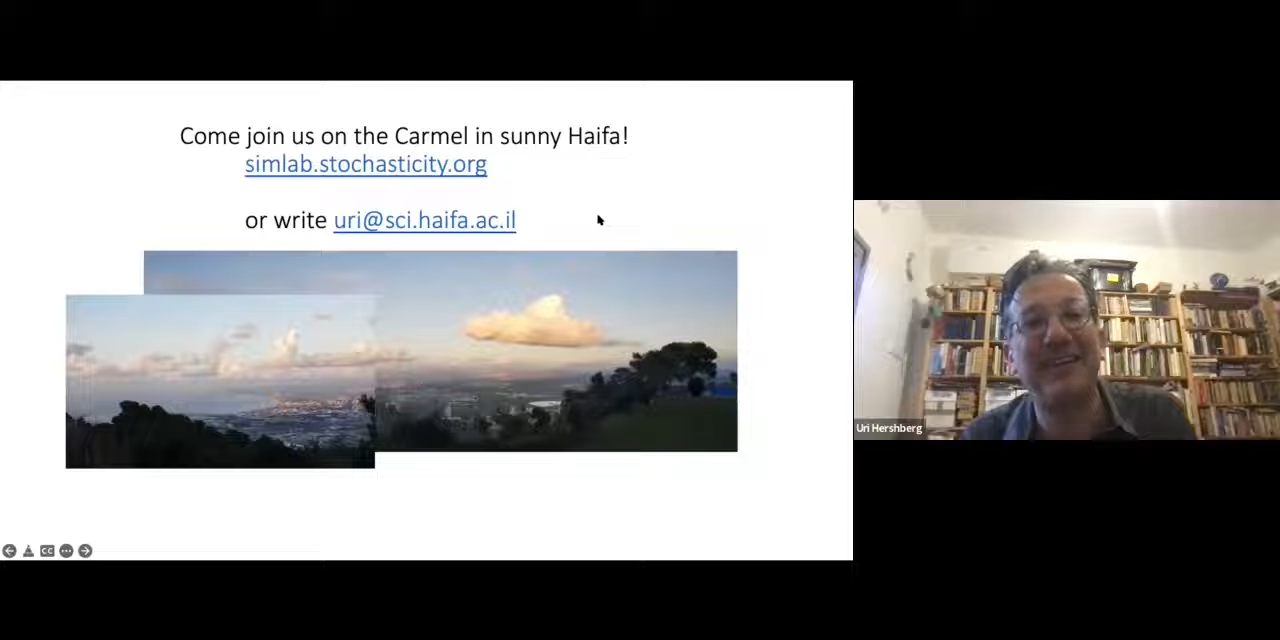 Come join us on the Carmel in sunny Haifa!
simlab.stochasticity.org
or write uri@sci.haifa.ac.il
Uri Hershberg
CC